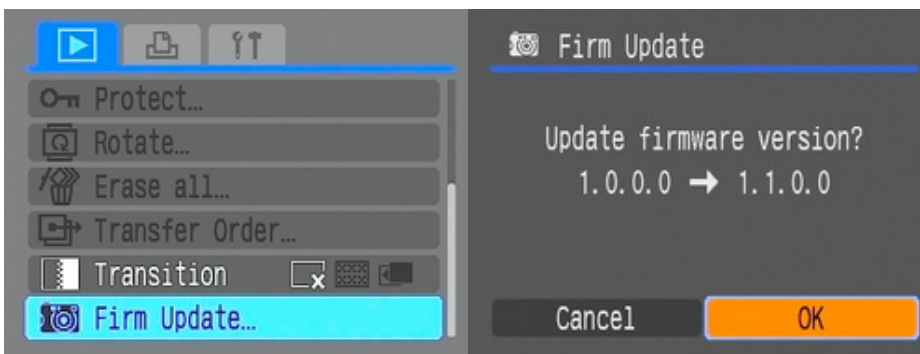 Protect…
Rotate…
Erase all…
Transfer Order…
Transition
Firm Update…
Firm Update
Update firmware version?
1.0.0.0 → 1.1.0.0
Cancel
OK